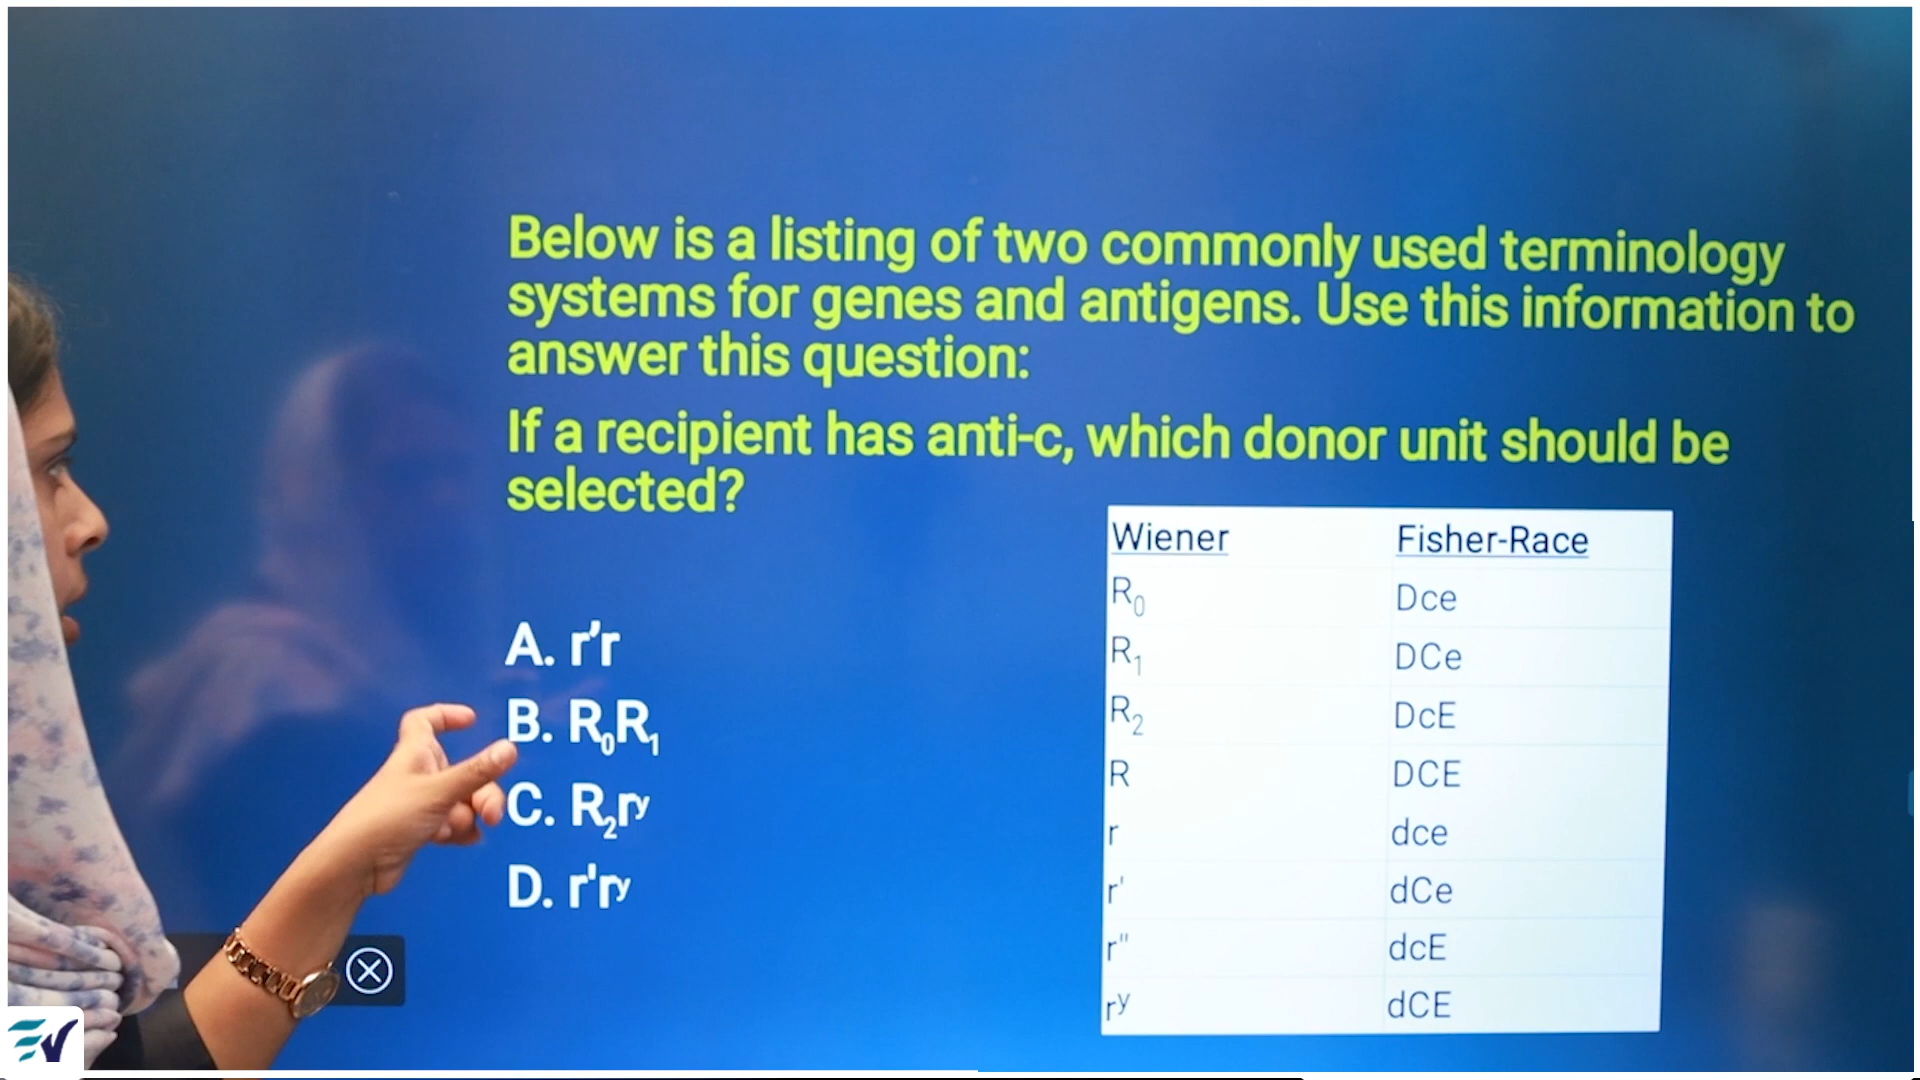 Below is a listing of two commonly used terminology
systems for genes and antigens. Use this information to
answer this question:
If a recipient has anti-c, which donor unit should be
selected?
A. r'r
B. R₀R₁
C. R₂rʸ
D. r'rʸ
Wiener Fisher-Race
R₀ Dce
R₁ DCe
R₂ DcE
R DCE
r dce
r' dCe
r" dcE
rʸ dCE